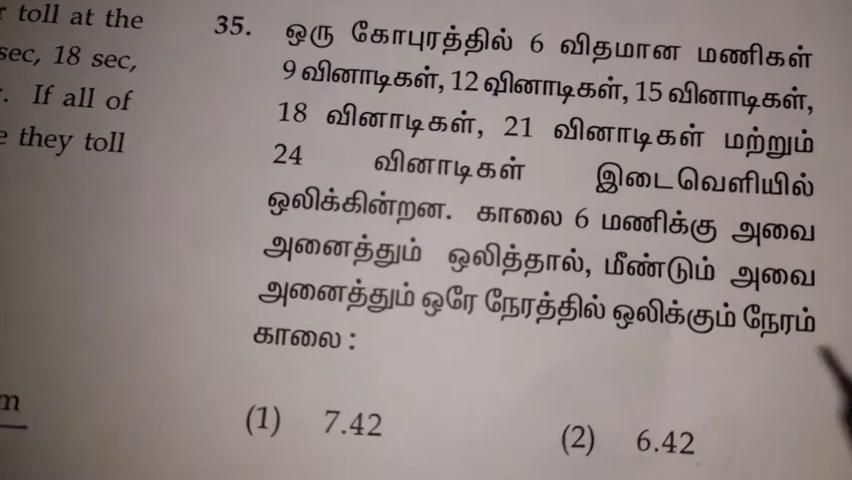 toll at the
sec, 18 sec,
. If all of
they toll
m
35. ஒரு கோபுரத்தில் 6 விதமான மணிகள்
9 வினாடிகள், 12 வினாடிகள், 15 வினாடிகள்,
18 வினாடிகள், 21 வினாடிகள் மற்றும்
24 வினாடிகள் இடைவெளியில்
ஒலிக்கின்றன. காலை 6 மணிக்கு அவை
அனைத்தும் ஒலித்தால், மீண்டும் அவை
அனைத்தும் ஒரே நேரத்தில் ஒலிக்கும் நேரம்
காலை :
(1) 7.42 (2) 6.42